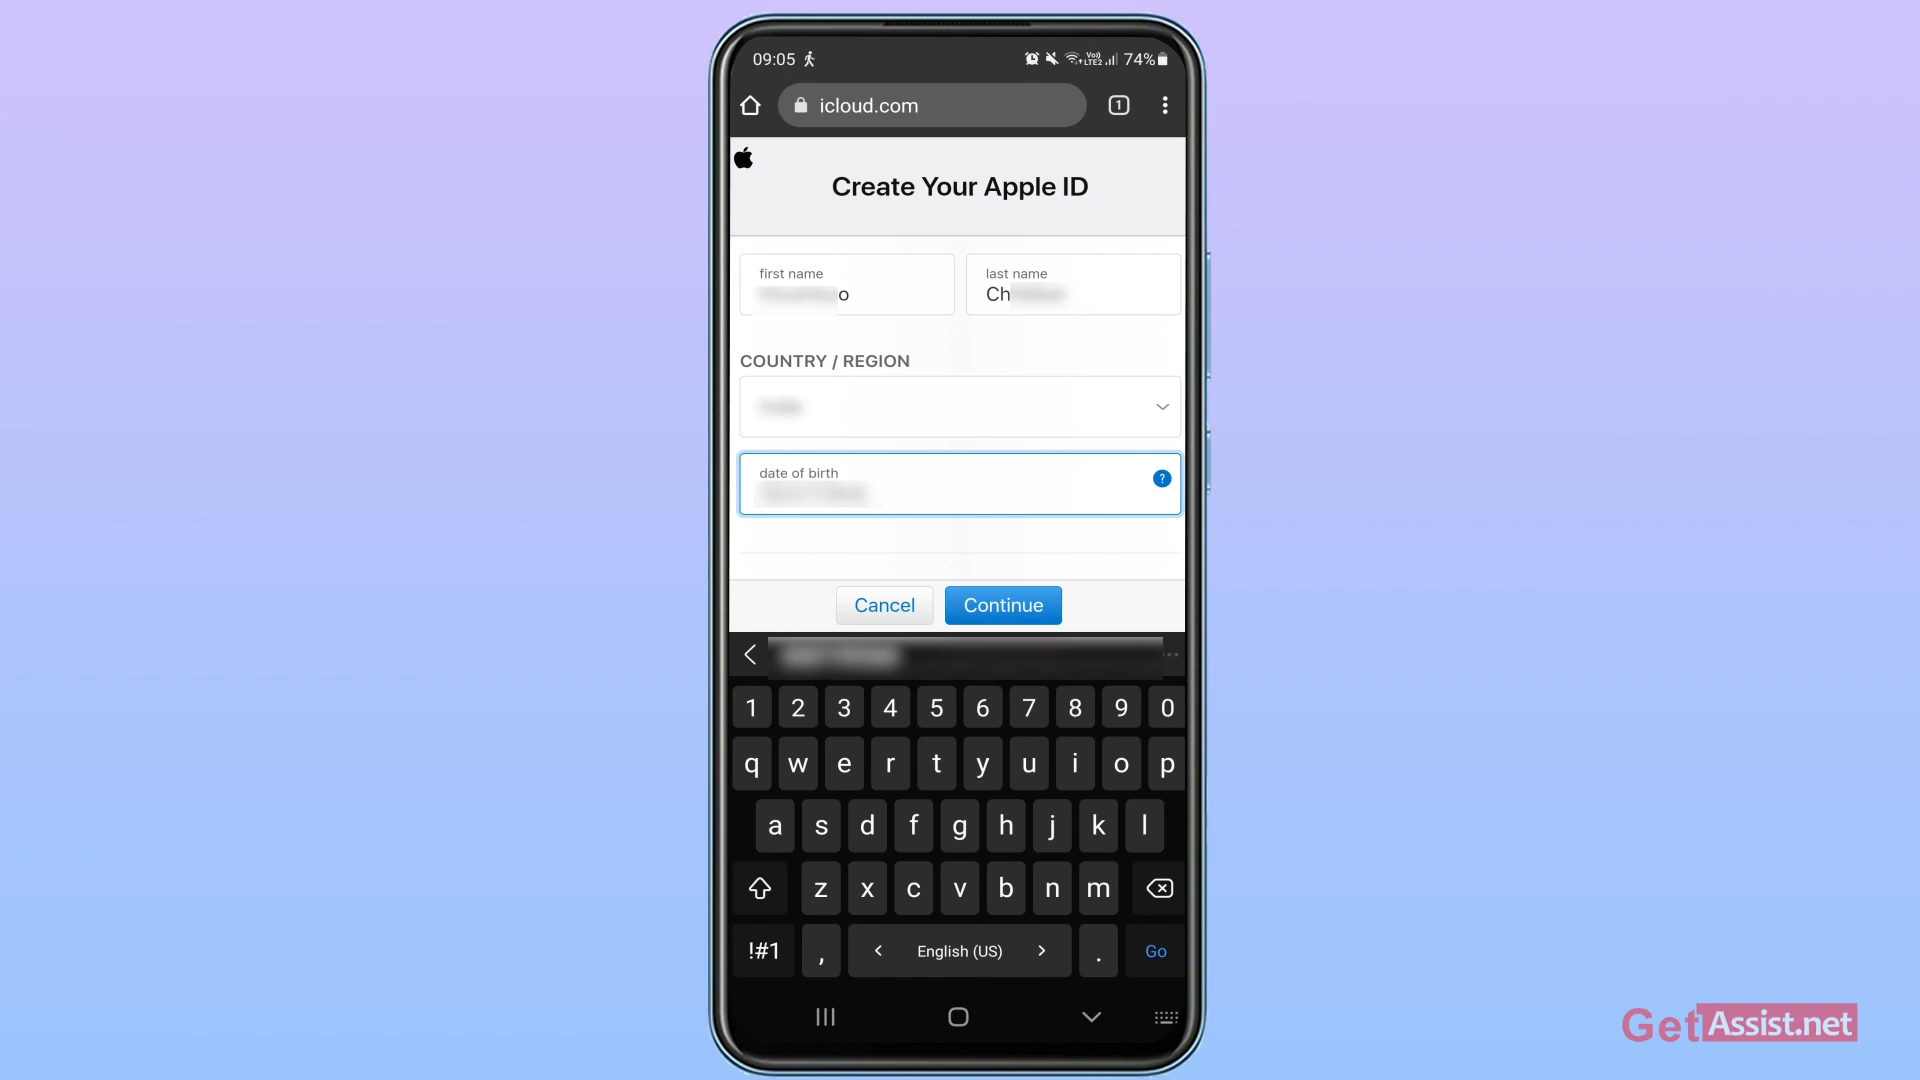 09:05 Vo)) LTE2 74%
icloud.com 1
Create Your Apple ID
first name last name
o Ch
COUNTRY / REGION
date of birth
?
Cancel Continue
1 2 3 4 5 6 7 8 9 0
q w e r t y u i o p
a s d f g h j k l
z x c v b n m
!#1 , < English (US) > . Go
GetAssist.net